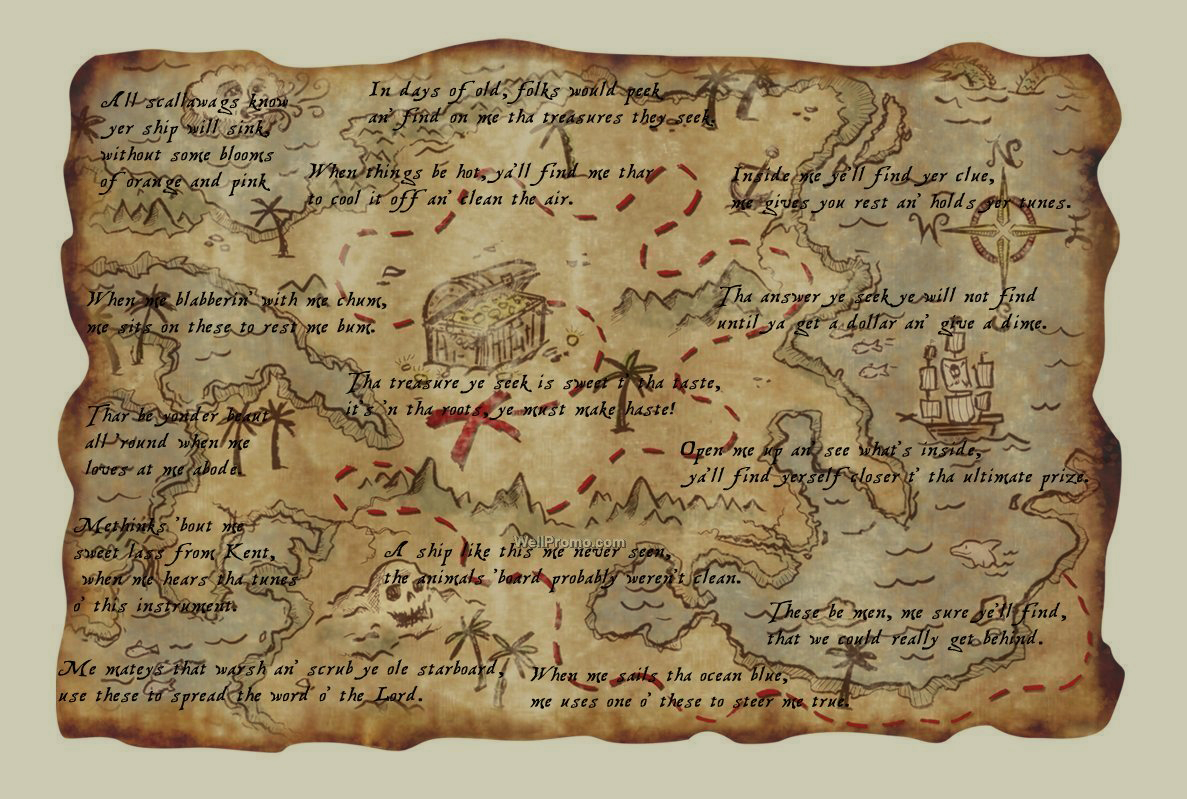 All scallawags know
yer ship will sink,
without some blooms
of orange and pink.
In days of old, folks would peek
an' find on me tha treasures they seek.
When things be hot, ya'll find me thar
to cool it off an' clean the air.
Inside me ye'll find yer clue,
me gives you rest an' holds yer tunes.
N
W
E
When me blabberin' with me chum,
me sits on these to rest me bum.
Tha answer ye seek ye will not find
until ya get a dollar an' give a dime.
Tha treasure ye seek is sweet t' tha taste,
it's 'n tha roots, ye must make haste!
Thar be yonder beaut
all 'round when me
loves at me abode.
Open me up an' see what's inside,
ya'll find yerself closer t' tha ultimate prize.
Methinks 'bout me
sweet lass from Kent,
when me hears tha tunes
o' this instrument.
WellPromo.com
A ship like this me never seen,
the animals 'board probably weren't clean.
These be men, me sure ye'll find,
that we could really get behind.
Me mateys that warsh an' scrub ye ole starboard,
use these to spread the word o' the Lord.
When me sails tha ocean blue,
me uses one o' these to steer me true.